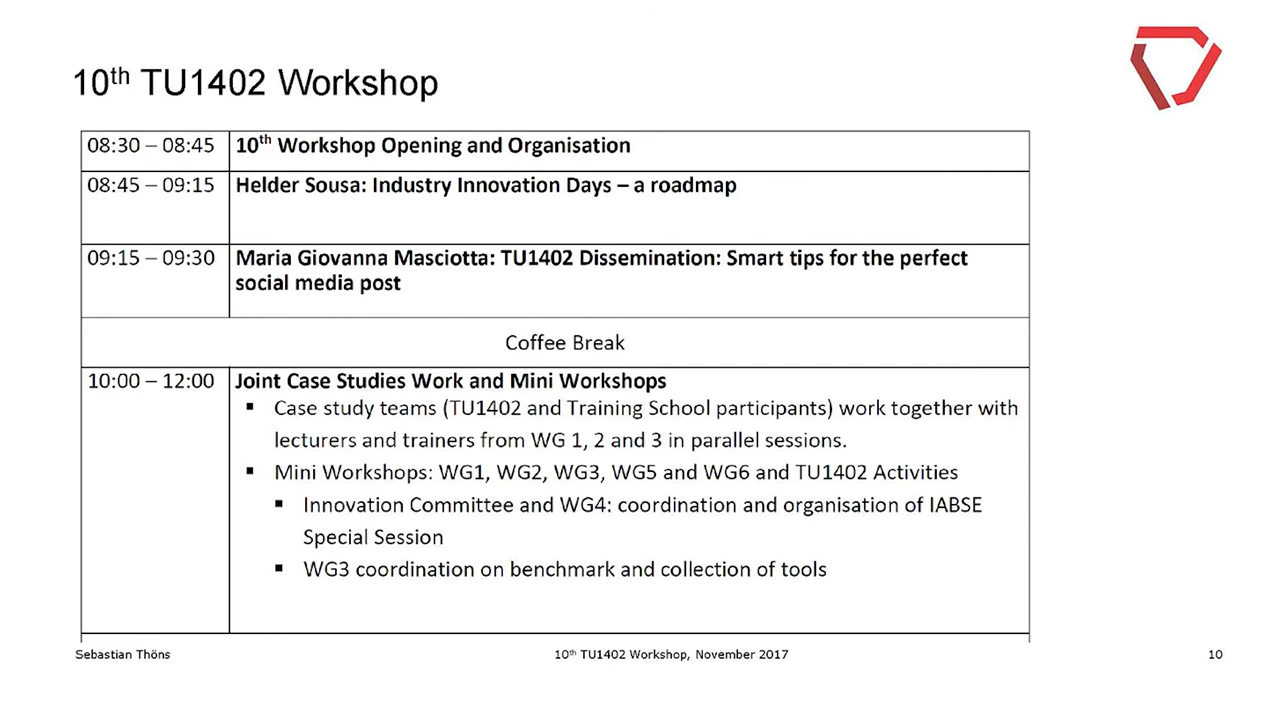 10th TU1402 Workshop
08:30 – 08:45 10th Workshop Opening and Organisation
08:45 – 09:15 Helder Sousa: Industry Innovation Days – a roadmap
09:15 – 09:30 Maria Giovanna Masciotta: TU1402 Dissemination: Smart tips for the perfect
social media post
Coffee Break
10:00 – 12:00 Joint Case Studies Work and Mini Workshops
▪ Case study teams (TU1402 and Training School participants) work together with
lecturers and trainers from WG 1, 2 and 3 in parallel sessions.
▪ Mini Workshops: WG1, WG2, WG3, WG5 and WG6 and TU1402 Activities
▪ Innovation Committee and WG4: coordination and organisation of IABSE
Special Session
▪ WG3 coordination on benchmark and collection of tools
Sebastian Thöns 10th TU1402 Workshop, November 2017 10